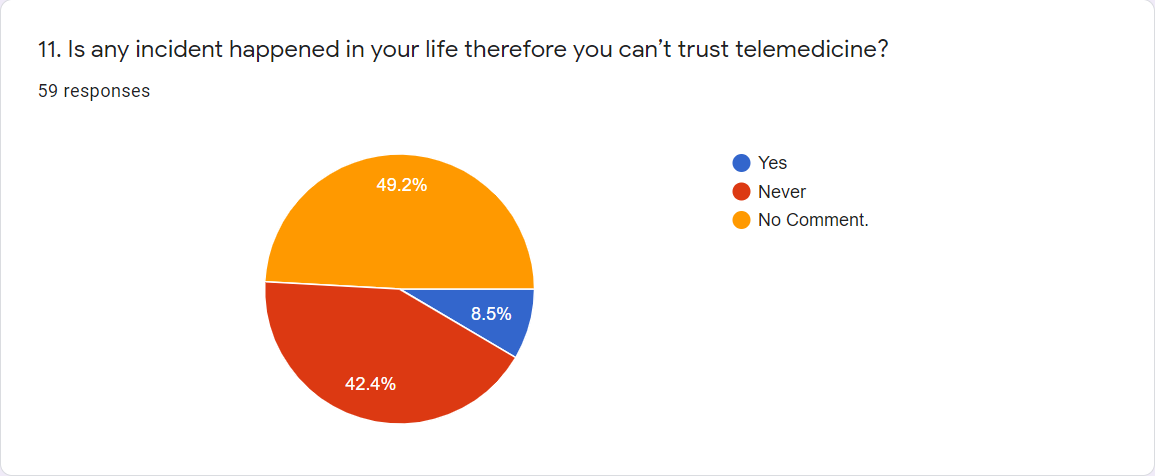 11. Is any incident happened in your life therefore you can’t trust telemedicine?
59 responses
49.2%
8.5%
42.4%
Yes
Never
No Comment.